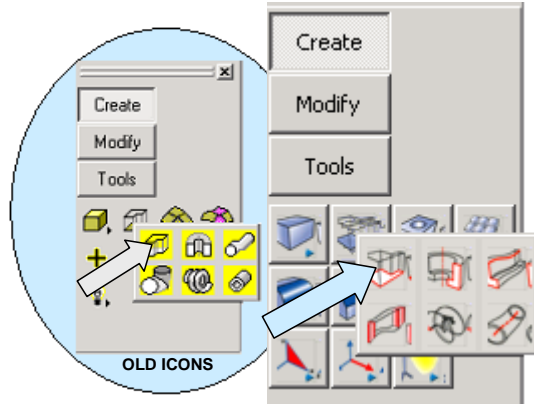 Create
Modify
Tools
OLD ICONS
Create
Modify
Tools